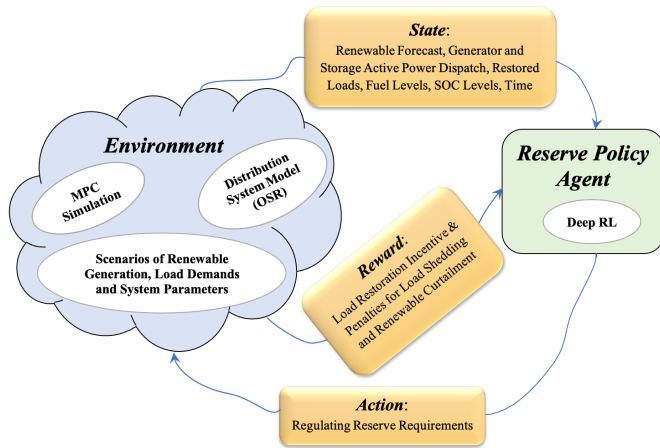 State:
Renewable Forecast, Generator and
Storage Active Power Dispatch, Restored
Loads, Fuel Levels, SOC Levels, Time
Environment
MPC
Simulation
Distribution
System Model
(OSR)
Scenarios of Renewable
Generation, Load Demands
and System Parameters
Reserve Policy
Agent
Deep RL
Reward:
Load Restoration Incentive &
Penalties for Load Shedding
and Renewable Curtailment
Action:
Regulating Reserve Requirements